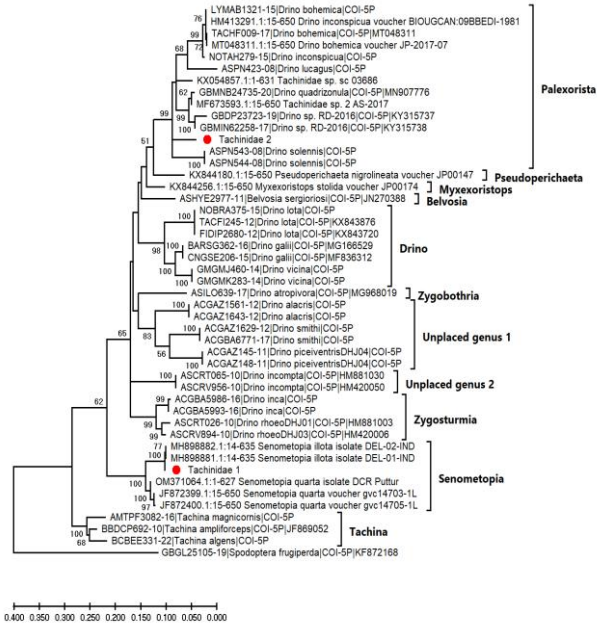 LYMAB1321-15|Drino bohemica|COI-5P
HM413291.1:15-650 Drino inconspicua voucher BIOUGCAN:09BBEDI-1981
TACHF009-17|Drino bohemica|COI-5P|MT048311
MT048311.1:15-650 Drino bohemica voucher JP-2017-07
NOTAH279-15|Drino inconspicua|COI-5P
ASPN423-08|Drino lucagus|COI-5P
KX054857.1:1-631 Tachinidae sp. sc 03686
GBMNB24735-20|Drino quadrizonula|COI-5P|MN907776
MF673593.1:15-650 Tachinidae sp. 2 AS-2017
GBDP23723-19|Drino sp. RD-2016|COI-5P|KY315737
GBMIN62258-17|Drino sp. RD-2016|COI-5P|KY315738
Tachinidae 2
ASPN543-08|Drino solennis|COI-5P
ASPN544-08|Drino solennis|COI-5P
Palexorista
KX844180.1:15-650 Pseudoperichaeta nigrolineata voucher JP00147
Pseudoperichaeta
KX844256.1:15-650 Myxexoristops stolida voucher JP00174
Myxexoristops
ASHYE2977-11|Belvosia sergioriosi|COI-5P|JN270388
Belvosia
NOBRA375-15|Drino lota|COI-5P
TACFI245-12|Drino lota|COI-5P|KX843876
FIDIP2680-12|Drino lota|COI-5P|KX843720
BARSG362-16|Drino galii|COI-5P|MG166529
CNGSE206-15|Drino galii|COI-5P|MF836312
GMGMJ460-14|Drino vicina|COI-5P
GMGMK283-14|Drino vicina|COI-5P
Drino
ASILO639-17|Drino atropivora|COI-5P|MG968019
Zygobothria
ACGAZ1561-12|Drino alacris|COI-5P
ACGAZ1643-12|Drino alacris|COI-5P
ACGAZ1629-12|Drino smithi|COI-5P
ACGBA6771-17|Drino smithi|COI-5P
ACGAZ145-11|Drino piceiventrisDHJ04|COI-5P
ACGAZ148-11|Drino piceiventrisDHJ04|COI-5P
Unplaced genus 1
ASCRT065-10|Drino incompta|COI-5P|HM881030
ASCRV956-10|Drino incompta|COI-5P|HM420050
Unplaced genus 2
ACGBA5986-16|Drino inca|COI-5P
ACGBA5993-16|Drino inca|COI-5P
ASCRT026-10|Drino rhoeoDHJ01|COI-5P|HM881003
ASCRV894-10|Drino rhoeoDHJ03|COI-5P|HM420006
Zygosturmia
MH898882.1:14-635 Senometopia illota isolate DEL-02-IND
MH898881.1:14-635 Senometopia illota isolate DEL-01-IND
Tachinidae 1
OM371064.1:1-627 Senometopia quarta isolate DCR Puttur
JF872399.1:15-650 Senometopia quarta voucher gvc14703-1L
JF872400.1:15-650 Senometopia quarta voucher gvc14705-1L
Senometopia
AMTPF3082-16|Tachina magnicornis|COI-5P
BBDCP692-10|Tachina ampliforceps|COI-5P|JF869052
BCBEE331-22|Tachina algens|COI-5P
Tachina
GBGL25105-19|Spodoptera frugiperda|COI-5P|KF872168
76
99
72
68
62
99
99
100
100
51
100
98
100
100
100
83
100
56
100
65
100
99
99
99
62
77
100
100
97
100
68
0.400 0.350 0.300 0.250 0.200 0.150 0.100 0.050 0.000